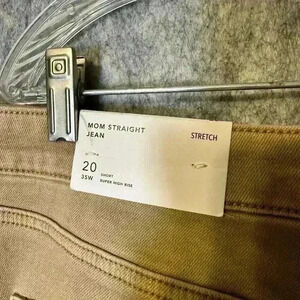 MOM STRAIGHT
JEAN
STRETCH
20
35W
SHORT
SUPER HIGH RISE